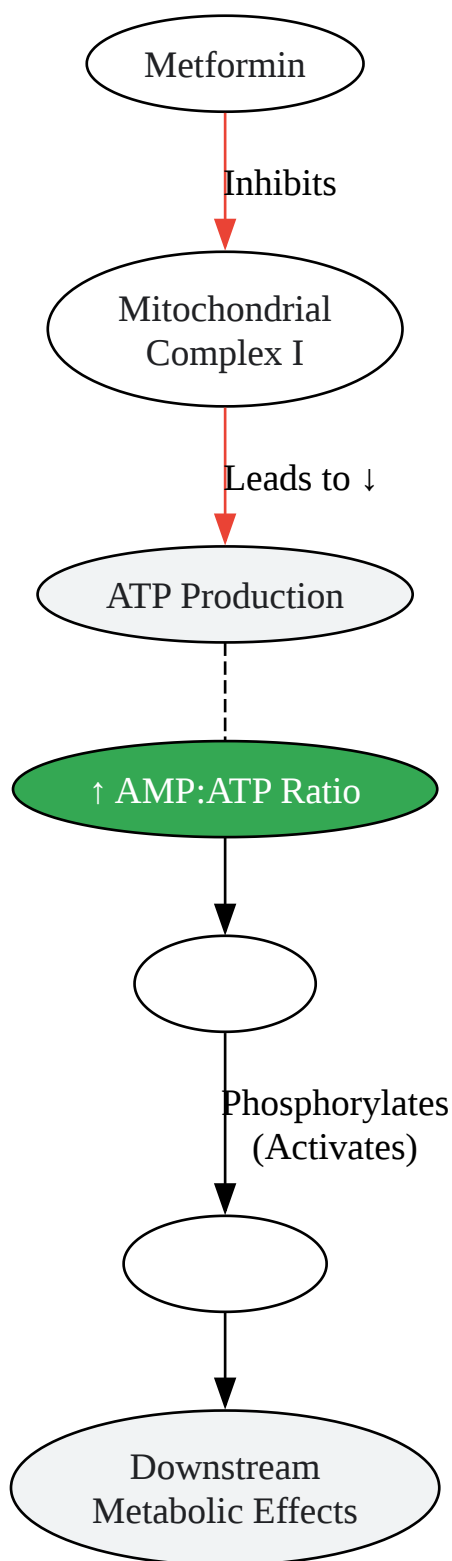 Metformin
Inhibits
Mitochondrial
Complex I
Leads to ↓
ATP Production
↑ AMP:ATP Ratio
Phosphorylates
(Activates)
Downstream
Metabolic Effects